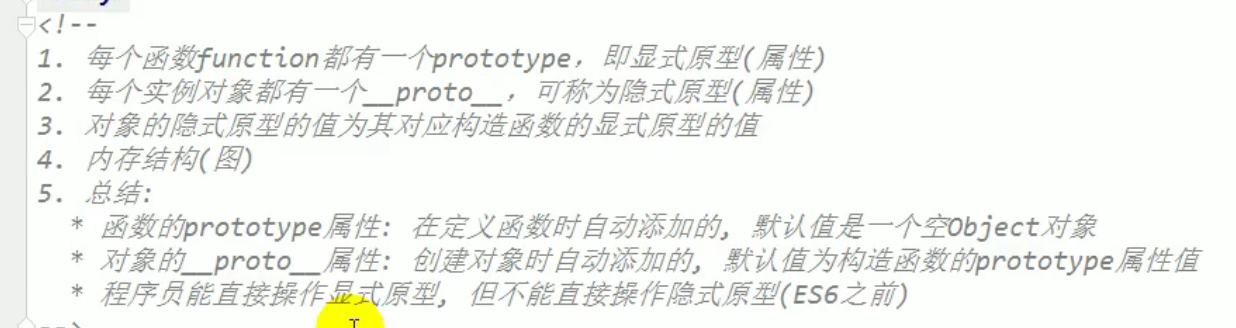 <!--
1. 每个函数function都有一个prototype，即显式原型(属性)
2. 每个实例对象都有一个__proto__，可称为隐式原型(属性)
3. 对象的隐式原型的值为其对应构造函数的显式原型的值
4. 内存结构(图)
5. 总结:
* 函数的prototype属性: 在定义函数时自动添加的, 默认值是一个空Object对象
* 对象的__proto__属性: 创建对象时自动添加的, 默认值为构造函数的prototype属性值
* 程序员能直接操作显式原型, 但不能直接操作隐式原型(ES6之前)
-->